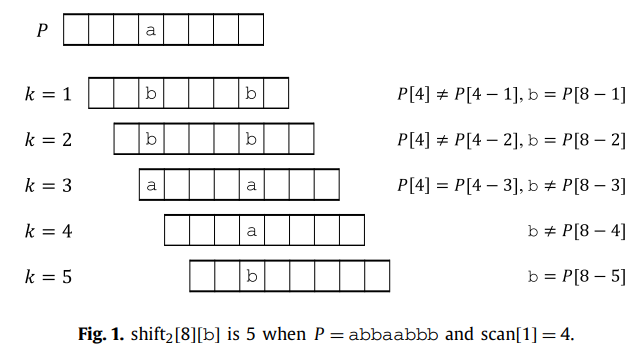 P a
k = 1 b b P[4] ≠ P[4 − 1], b = P[8 − 1]
k = 2 b b P[4] ≠ P[4 − 2], b = P[8 − 2]
k = 3 a a P[4] = P[4 − 3], b ≠ P[8 − 3]
k = 4 a b ≠ P[8 − 4]
k = 5 b b = P[8 − 5]
Fig. 1. shift₂[8][b] is 5 when P = abbaabbb and scan[1] = 4.